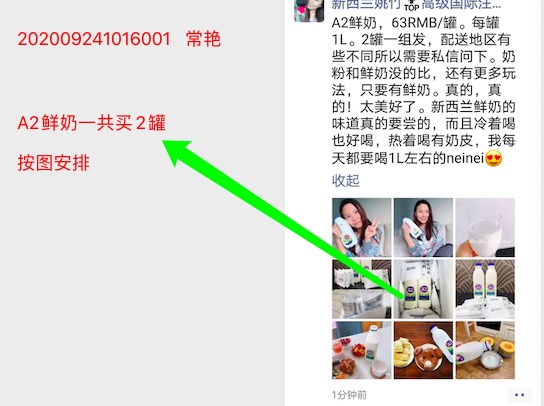 202009241016001 常艳
A2鲜奶一共买2罐
按图安排
新西兰姚竹TOP高级国际注...
A2鲜奶，63RMB/罐。每罐
1L。2罐一组发，配送地区有
些不同所以需要私信问下。奶
粉和鲜奶没的比，还有更多玩
法，只要有鲜奶。真的，真
的！太美好了。新西兰鲜奶的
味道真的要尝的，而且冷着喝
也好喝，热着喝有奶皮，我每
天都要喝1L左右的neinei😍
收起
1分钟前